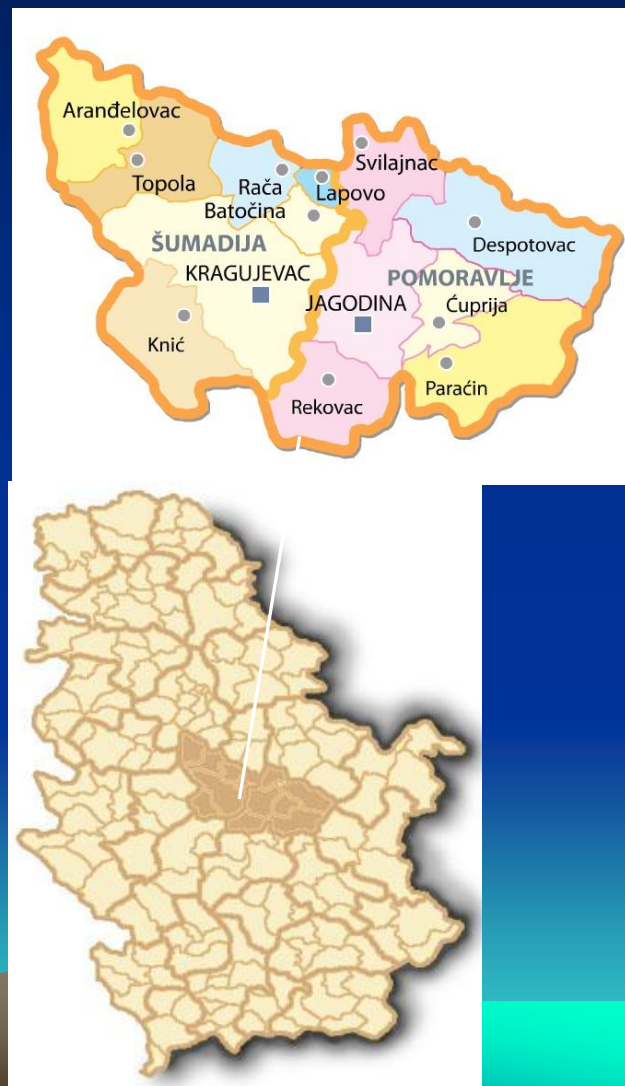 Aranđelovac
Topola
Rača
Lapovo
Svilajnac
Batočina
Despotovac
ŠUMADIJA
KRAGUJEVAC
POMORAVLJE
JAGODINA
Ćuprija
Knić
Paraćin
Rekovac